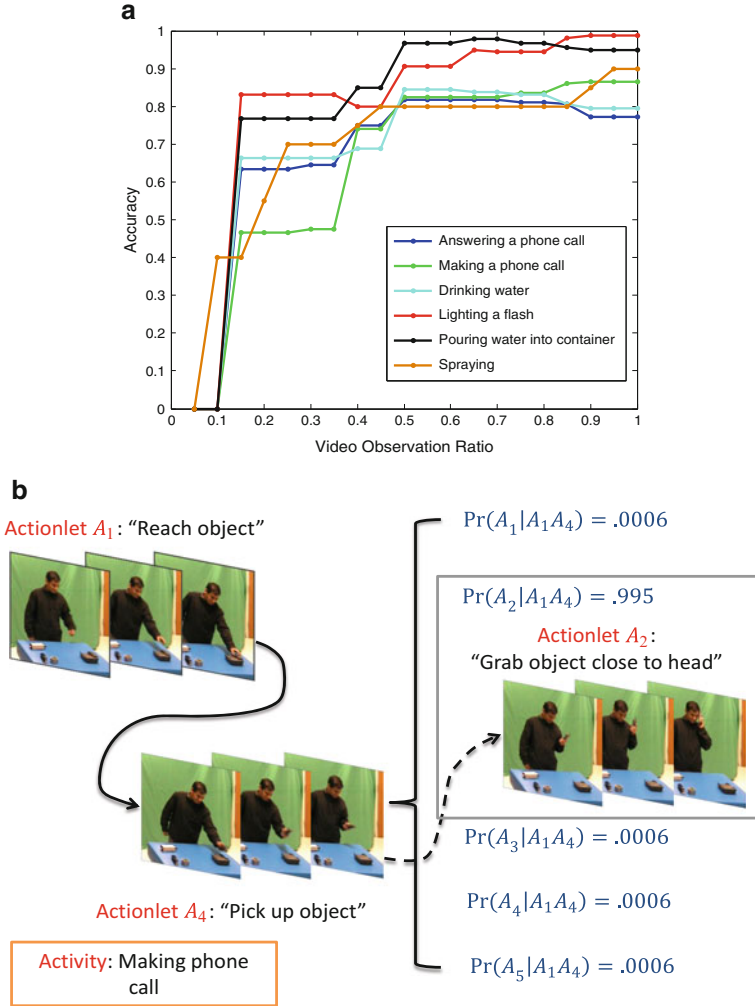 a
1
0.9
0.8
0.7
0.6
0.5
0.4
0.3
0.2
0.1
0
Accuracy
Answering a phone call
Making a phone call
Drinking water
Lighting a flash
Pouring water into container
Spraying
0 0.1 0.2 0.3 0.4 0.5 0.6 0.7 0.8 0.9 1
Video Observation Ratio
b
Actionlet A₁: “Reach object”
Pr(A₁|A₁A₄) = .0006
Pr(A₂|A₁A₄) = .995
Actionlet A₂:
“Grab object close to head”
Pr(A₃|A₁A₄) = .0006
Actionlet A₄: “Pick up object”
Pr(A₄|A₁A₄) = .0006
Activity: Making phone
call
Pr(A₅|A₁A₄) = .0006